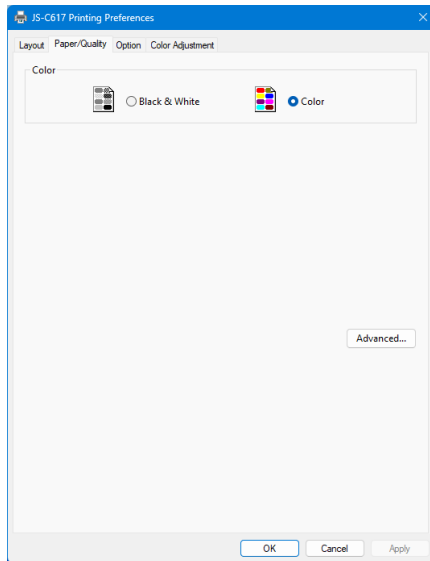 JS-C617 Printing Preferences
Layout Paper/Quality Option Color Adjustment
Color
Black & White Color
Advanced...
OK Cancel Apply